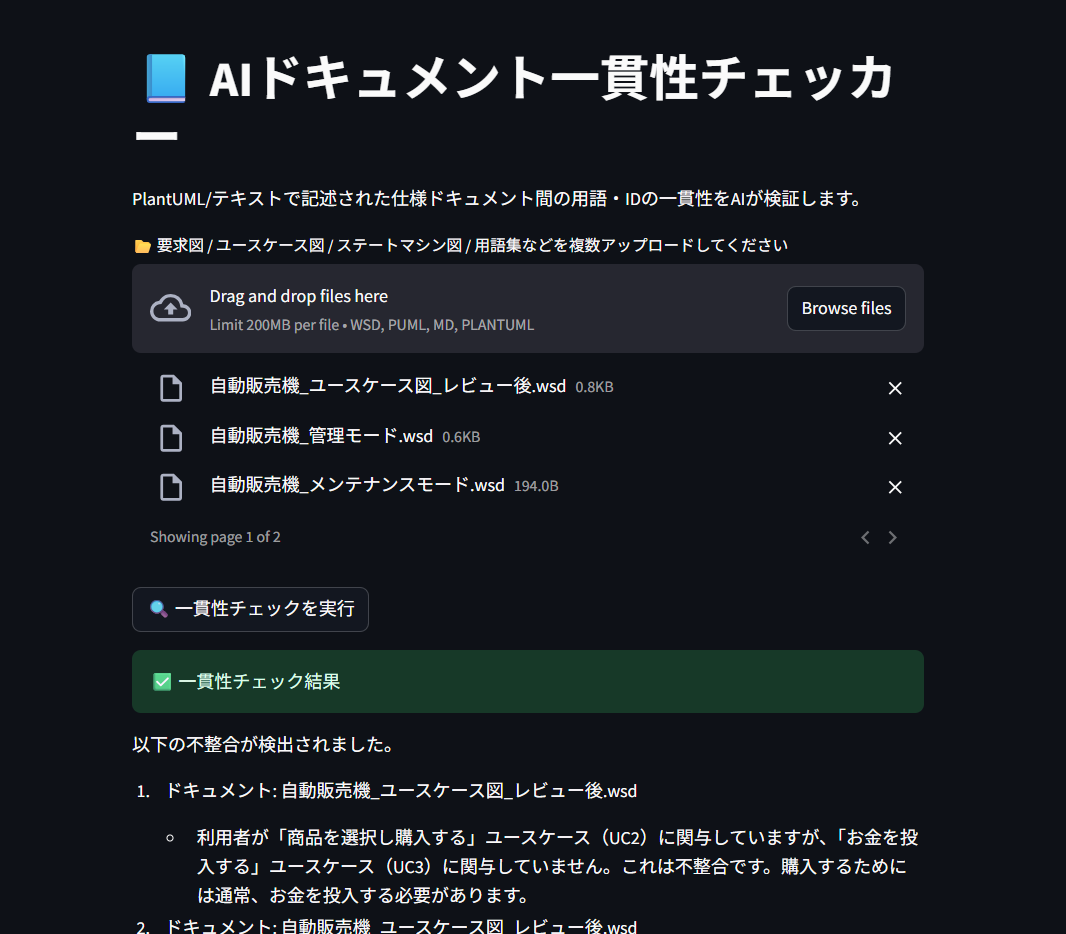 📘 AIドキュメント一貫性チェッカ
ー
PlantUML/テキストで記述された仕様ドキュメント間の用語・IDの一貫性をAIが検証します。
📂 要求図 / ユースケース図 / ステートマシン図 / 用語集などを複数アップロードしてください
Drag and drop files here
Limit 200MB per file • WSD, PUML, MD, PLANTUML
Browse files
自動販売機_ユースケース図_レビュー後.wsd 0.8KB
自動販売機_管理モード.wsd 0.6KB
自動販売機_メンテナンスモード.wsd 194.0B
Showing page 1 of 2
🔍 一貫性チェックを実行
✅ 一貫性チェック結果
以下の不整合が検出されました。
1. ドキュメント: 自動販売機_ユースケース図_レビュー後.wsd
利用者が「商品を選択し購入する」ユースケース（UC2）に関与していますが、「お金を投
入する」ユースケース（UC3）に関与していません。これは不整合です。購入するために
は通常、お金を投入する必要があります。
2. ドキュメント: 自動販売機_ユースケース図_レビュー後.wsd